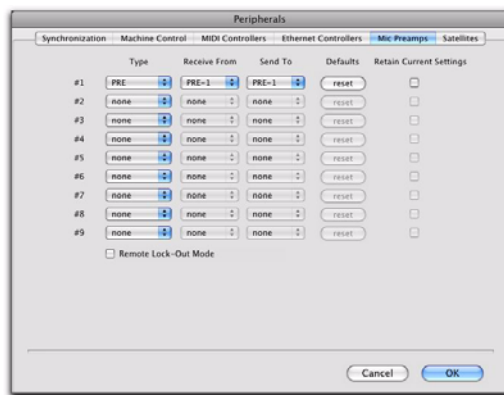 Peripherals
Synchronization Machine Control MIDI Controllers Ethernet Controllers Mic Preamps Satellites
Type Receive From Send To Defaults Retain Current Settings
#1 PRE PRE-1 PRE-1 reset
#2 none none none reset
#3 none none none reset
#4 none none none reset
#5 none none none reset
#6 none none none reset
#7 none none none reset
#8 none none none reset
#9 none none none reset
Remote Lock-Out Mode
Cancel OK